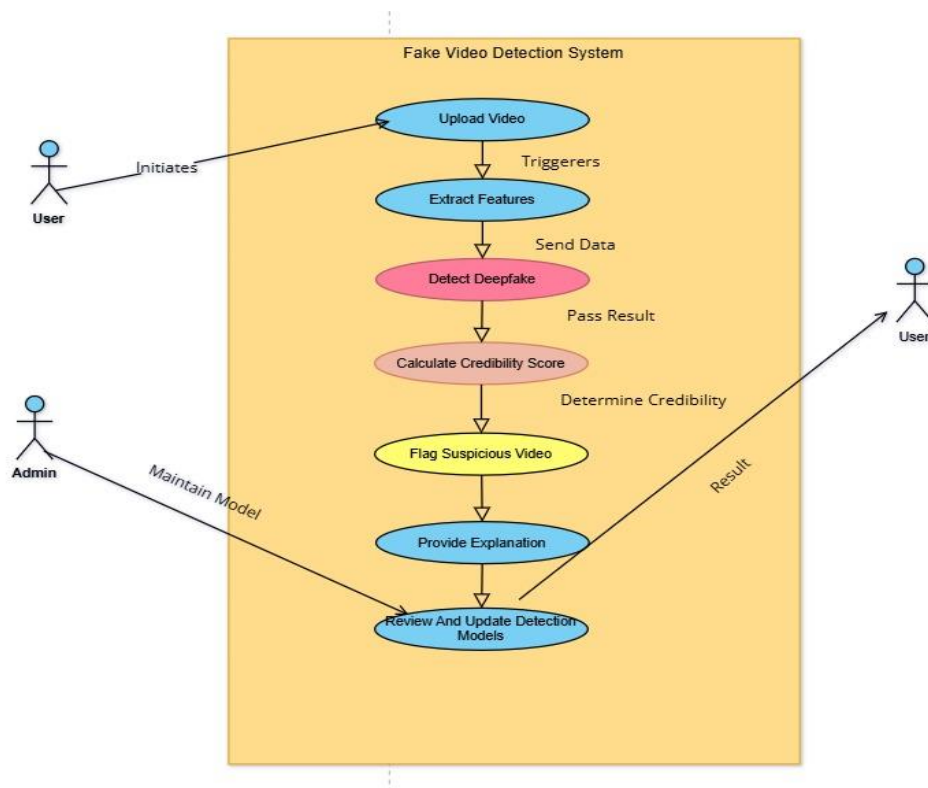 Fake Video Detection System
Upload Video
Initiates
Triggerers
User
Extract Features
Send Data
Detect Deepfake
Pass Result
User
Calculate Credibility Score
Determine Credibility
Admin
Flag Suspicious Video
Maintain Model
Result
Provide Explanation
Review And Update Detection
Models